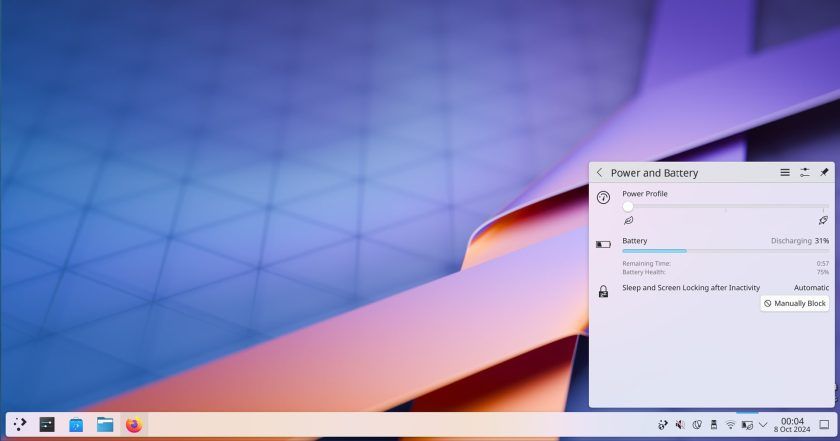 Power and Battery
Power Profile
Battery Discharging 31%
Remaining Time: 0:57
Battery Health: 75%
Sleep and Screen Locking after Inactivity Automatic
Manually Block
00:04
8 Oct 2024